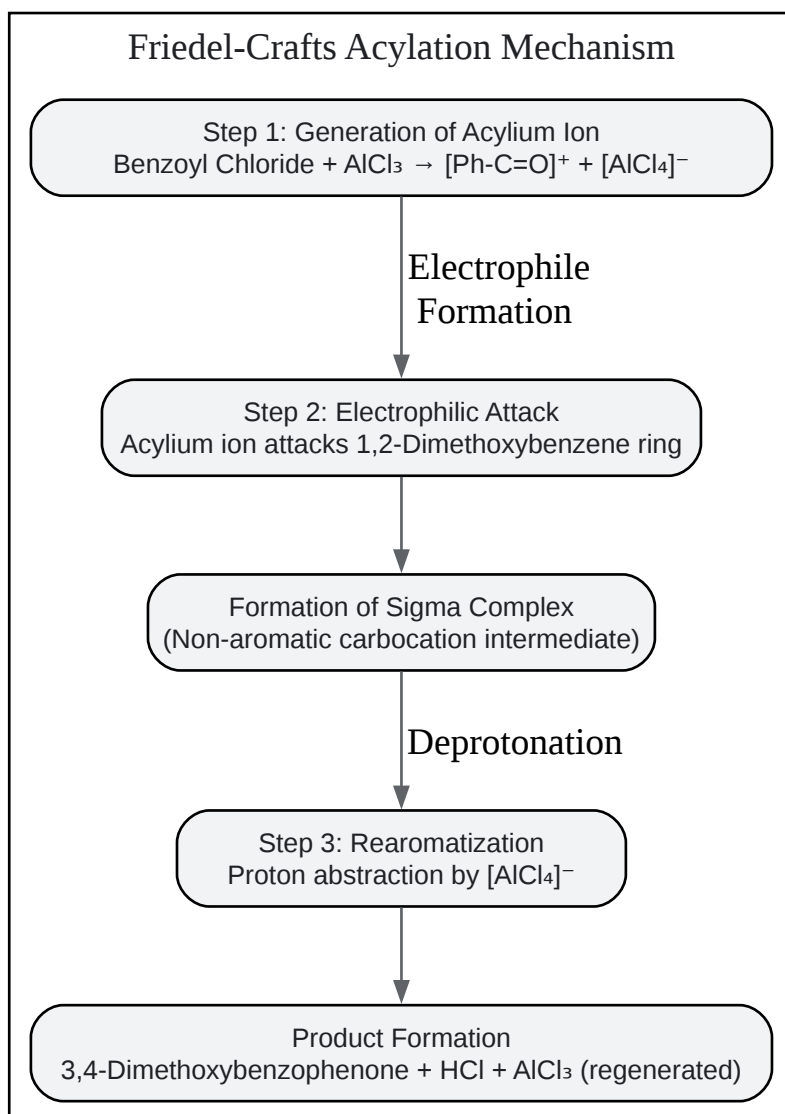 Friedel-Crafts Acylation Mechanism
Step 1: Generation of Acylium Ion
Benzoyl Chloride + AlCl₃ → [Ph-C=O]⁺ + [AlCl₄]⁻
Electrophile
Formation
Step 2: Electrophilic Attack
Acylium ion attacks 1,2-Dimethoxybenzene ring
Formation of Sigma Complex
(Non-aromatic carbocation intermediate)
Deprotonation
Step 3: Rearomatization
Proton abstraction by [AlCl₄]⁻
Product Formation
3,4-Dimethoxybenzophenone + HCl + AlCl₃ (regenerated)